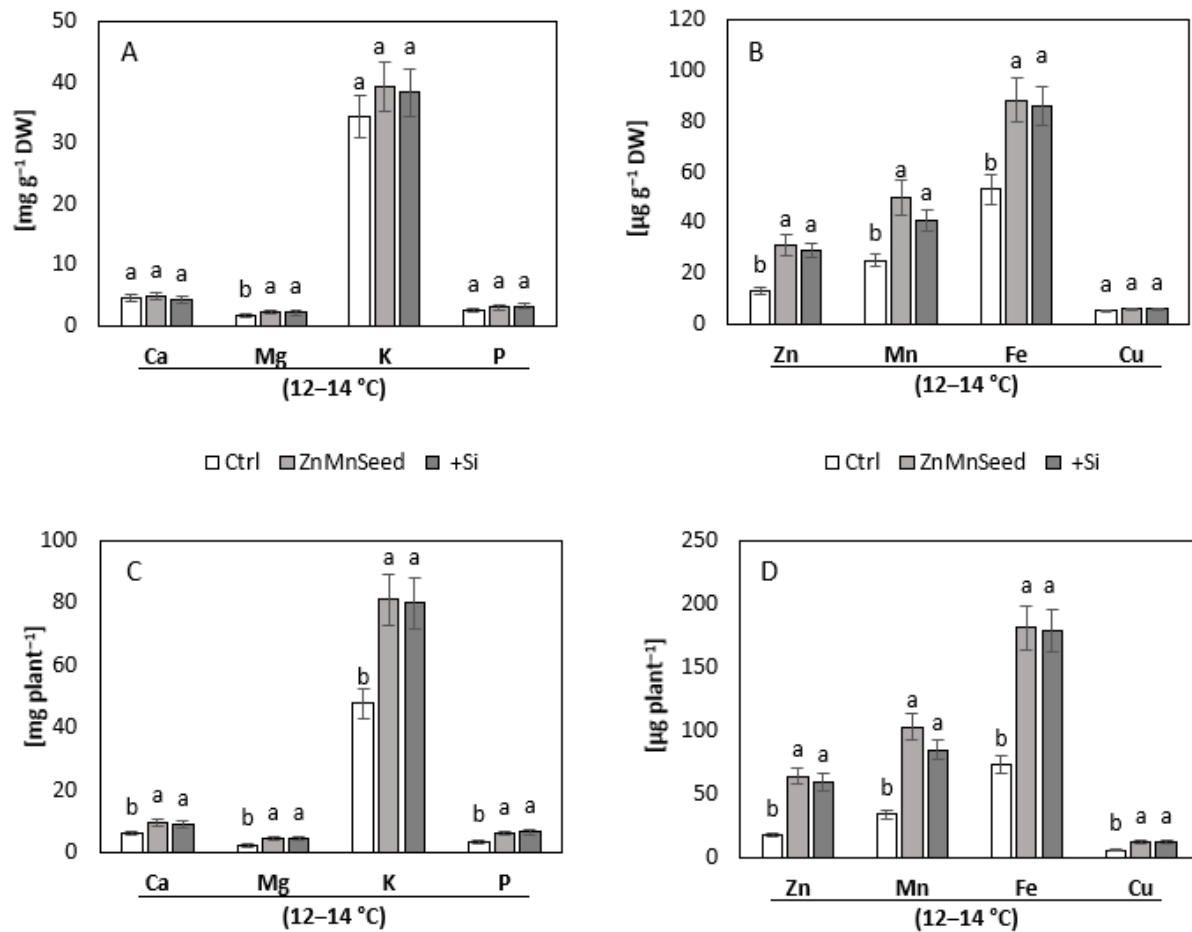 A
[mg g⁻¹ DW]
50
40
30
20
10
0
a a a
b a a
a a a
a a a
Ca Mg K P
(12–14 °C)
B
[µg g⁻¹ DW]
120
100
80
60
40
20
0
b a a
b a a
b a a
a a a
Zn Mn Fe Cu
(12–14 °C)
Ctrl ZnMnSeed +Si
Ctrl ZnMnSeed +Si
C
[mg plant⁻¹]
100
80
60
40
20
0
b a a
b a a
b a a
b a a
Ca Mg K P
(12–14 °C)
D
[µg plant⁻¹]
250
200
150
100
50
0
b a a
b a a
b a a
b a a
Zn Mn Fe Cu
(12–14 °C)